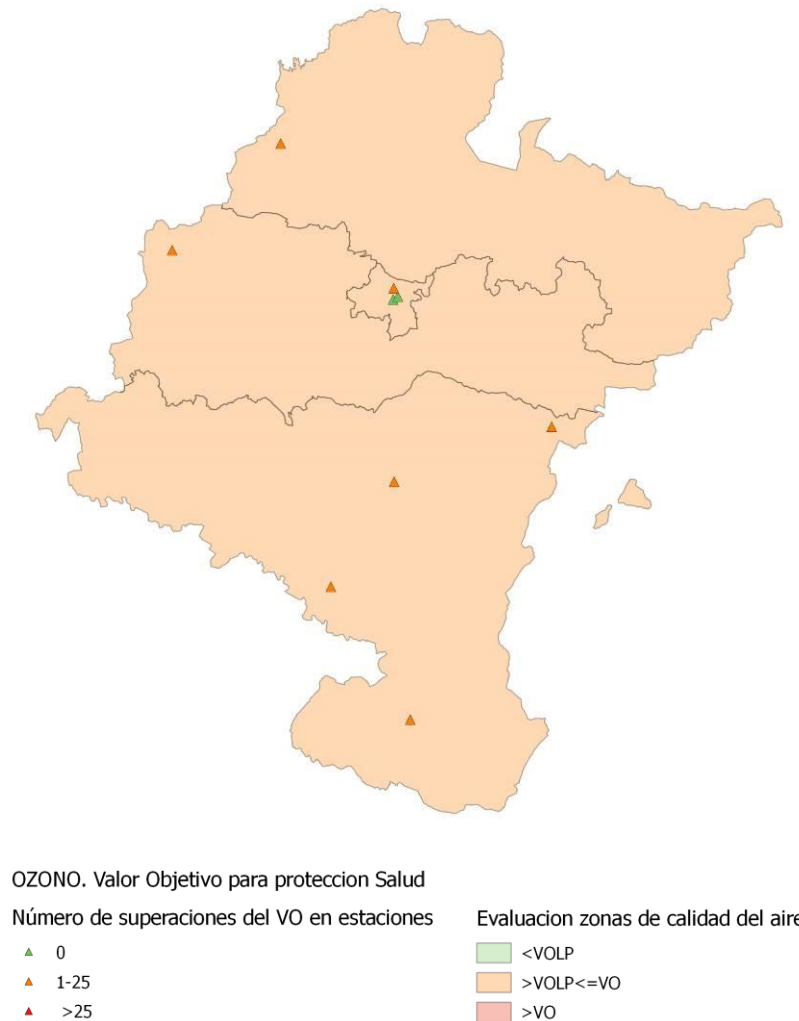 OZONO. Valor Objetivo para proteccion Salud
Número de superaciones del VO en estaciones
0
1-25
>25
Evaluacion zonas de calidad del aire
<VOLP
>VOLP<=VO
>VO